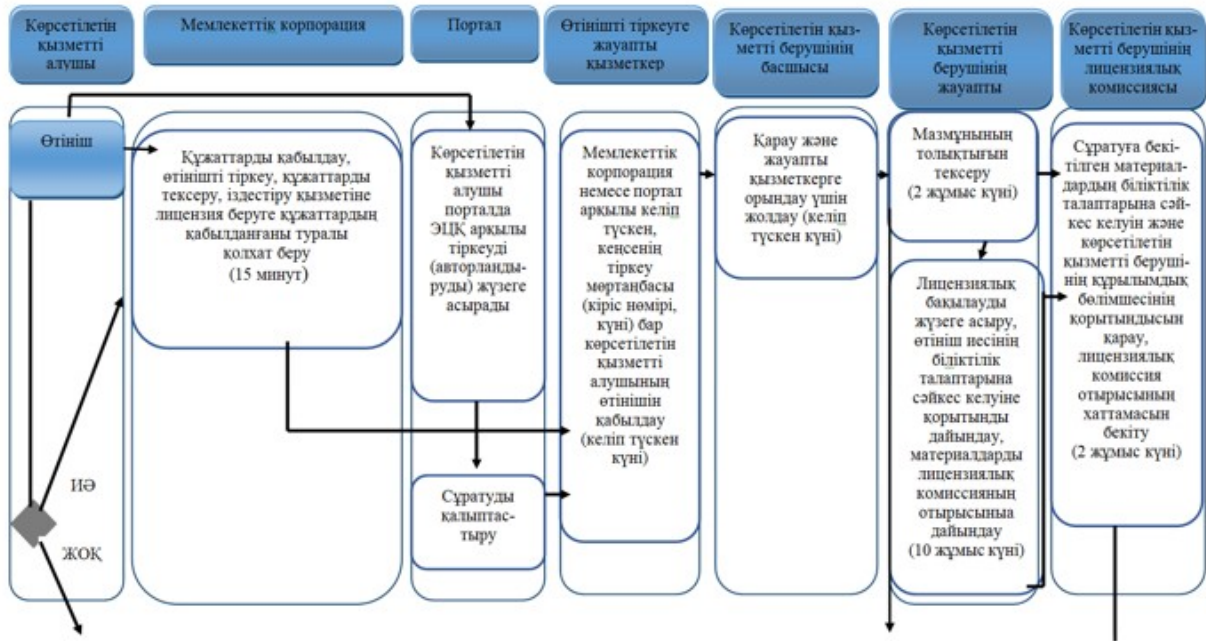 Көрсетілетін
қызметті
алушы
Мемлекеттік корпорация
Портал
Өтінішті тіркеуге
жауапты
қызметкер
Көрсетілетін қыз-
метті берушінің
басшысы
Көрсетілетін
қызметті
берушінің
жауапты
Көрсетілетін қыз-
метті берушінің
лицензиялық
комиссиясы
Өтініш
Құжаттарды қабылдау,
өтінішті тіркеу, құжаттарды
тексеру, іздестіру қызметіне
лицензия беруге құжаттардың
қабылданғаны туралы
қолхат беру
(15 минут)
Көрсетілетін
қызметті
алушы
порталда
ЭЦҚ арқылы
тіркеуді
(авторланды-
руды) жүзеге
асырады
Сұратуды
қалыптас-
тыру
Мемлекеттік
корпорация
немесе портал
арқылы келіп
түскен,
кеңсенің
тіркеу
мөртаңбасы
(кіріс нөмірі,
күні) бар
көрсетілетін
қызметті
алушының
өтінішін
қабылдау
(келіп түскен
күні)
Қарау және
жауапты
қызметкерге
орындау үшін
жолдау (келіп
түскен күні)
Мазмұнының
толықтығын
тексеру
(2 жұмыс күні)
Лицензиялық
бақылауды
жүзеге асыру,
өтініш иесінің
біліктілік
талаптарына
сәйкес келуіне
қорытынды
дайындау,
материалдарды
лицензиялық
комиссияның
отырысыныа
дайындау
(10 жұмыс күні)
Сұратуға бекі-
тілген материал-
дардың біліктілік
талаптарына сәй-
кес келуін және
көрсетілетін
қызметті беруші-
нің құрылымдық
бөлімшесінің
қорытындысын
қарау,
лицензиялық
комиссия
отырысының
хаттамасын
бекіту
(2 жұмыс күні)
ИӘ
ЖОҚ